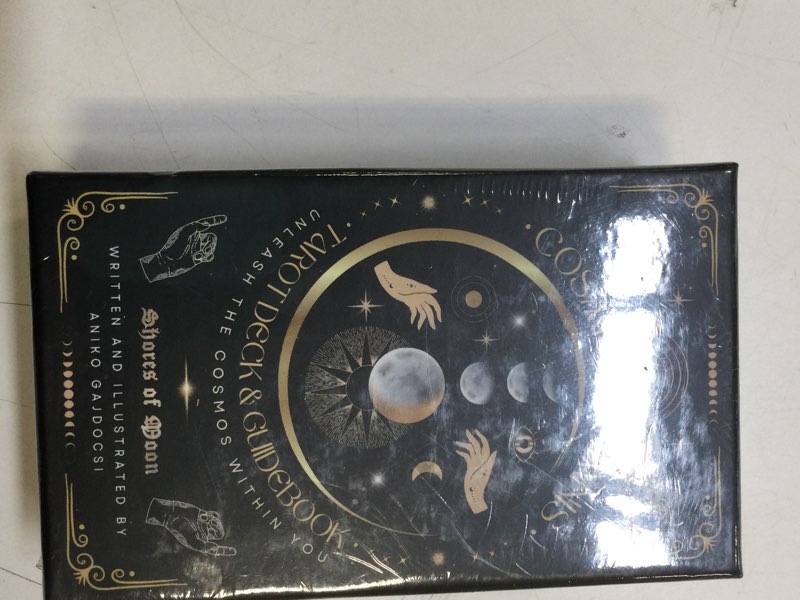 TAROT DECK & GUIDEBOOK
UNLEASH THE COSMOS WITHIN YOU
Shores of Moon
WRITTEN AND ILLUSTRATED BY
ANIKO GAJDOCSI